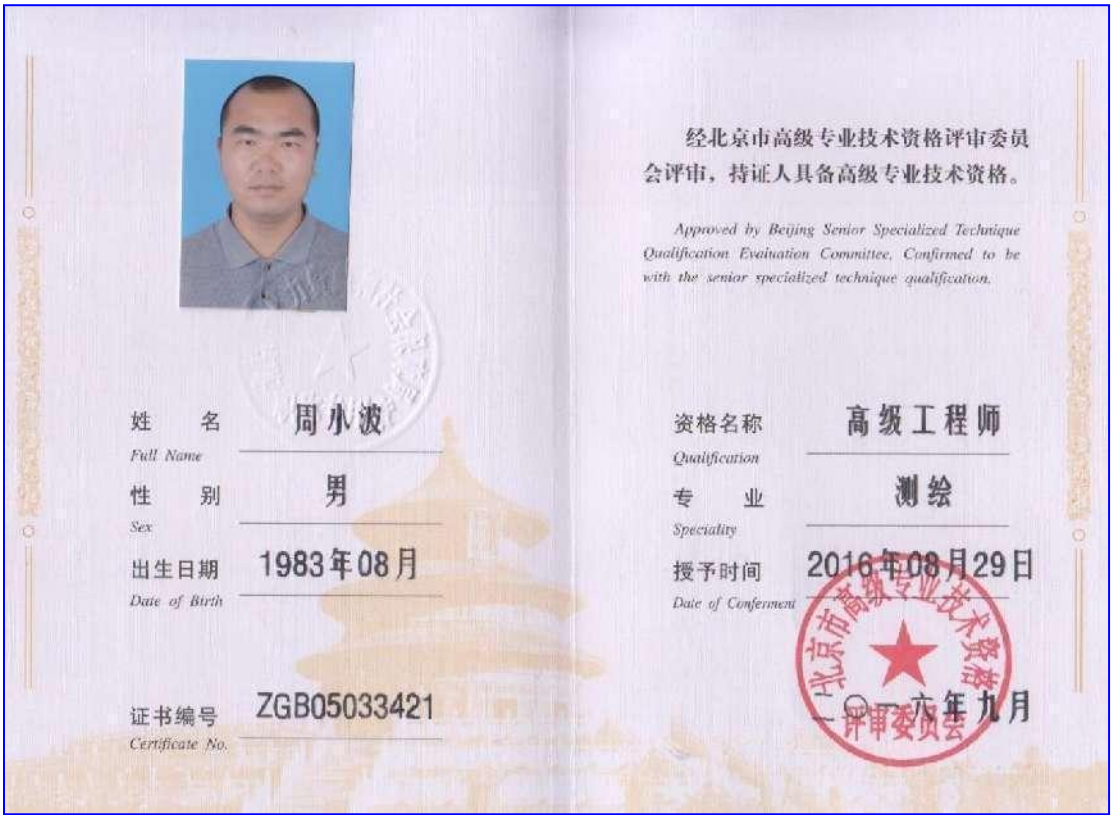 姓 名 周小波
Full Name
性 别 男
Sex
出生日期 1983年08月
Date of Birth
证书编号 ZGB05033421
Certificate No.
经北京市高级专业技术资格评审委员
会评审，持证人具备高级专业技术资格。
Approved by Beijing Senior Specialized Technique
Qualification Evaluation Committee, Confirmed to be
with the senior specialized technique qualification.
资格名称 高级工程师
Qualification
专 业 测绘
Speciality
授予时间 2016年08月29日
Date of Conferment
北京市高级专业技术资格
评审委员会
二〇一六年九月